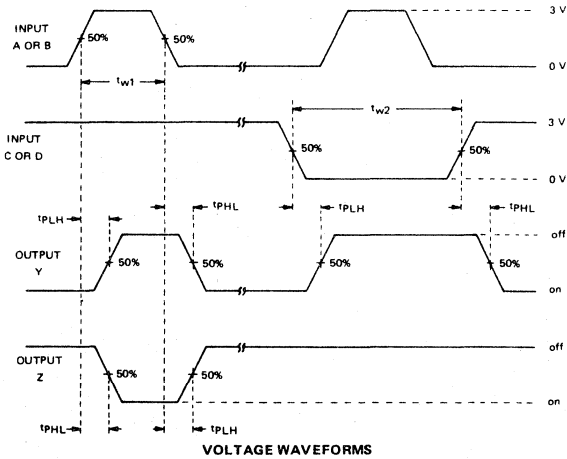 INPUT
A OR B
50%
50%
3 V
0 V
tw1
tw2
INPUT
C OR D
50%
50%
3 V
0 V
tPLH
tPHL
tPLH
tPHL
OUTPUT
Y
50%
50%
50%
50%
off
on
OUTPUT
Z
50%
50%
off
on
tPHL
tPLH
VOLTAGE WAVEFORMS